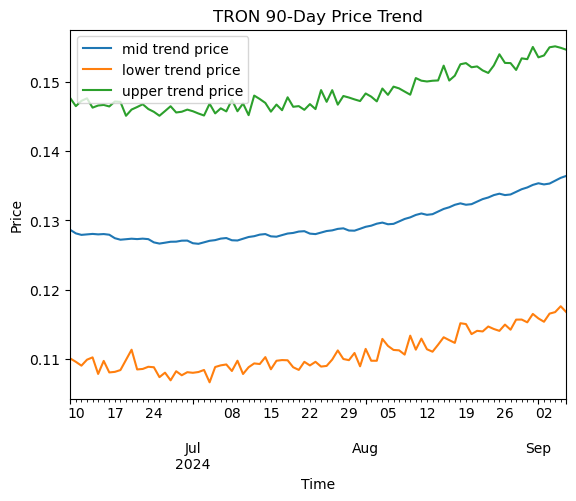 TRON 90-Day Price Trend
mid trend price
lower trend price
upper trend price
0.15
0.14
0.13
0.12
0.11
Price
10 17 24 08 15 22 29 05 12 19 26 02
Jul Aug Sep
2024
Time